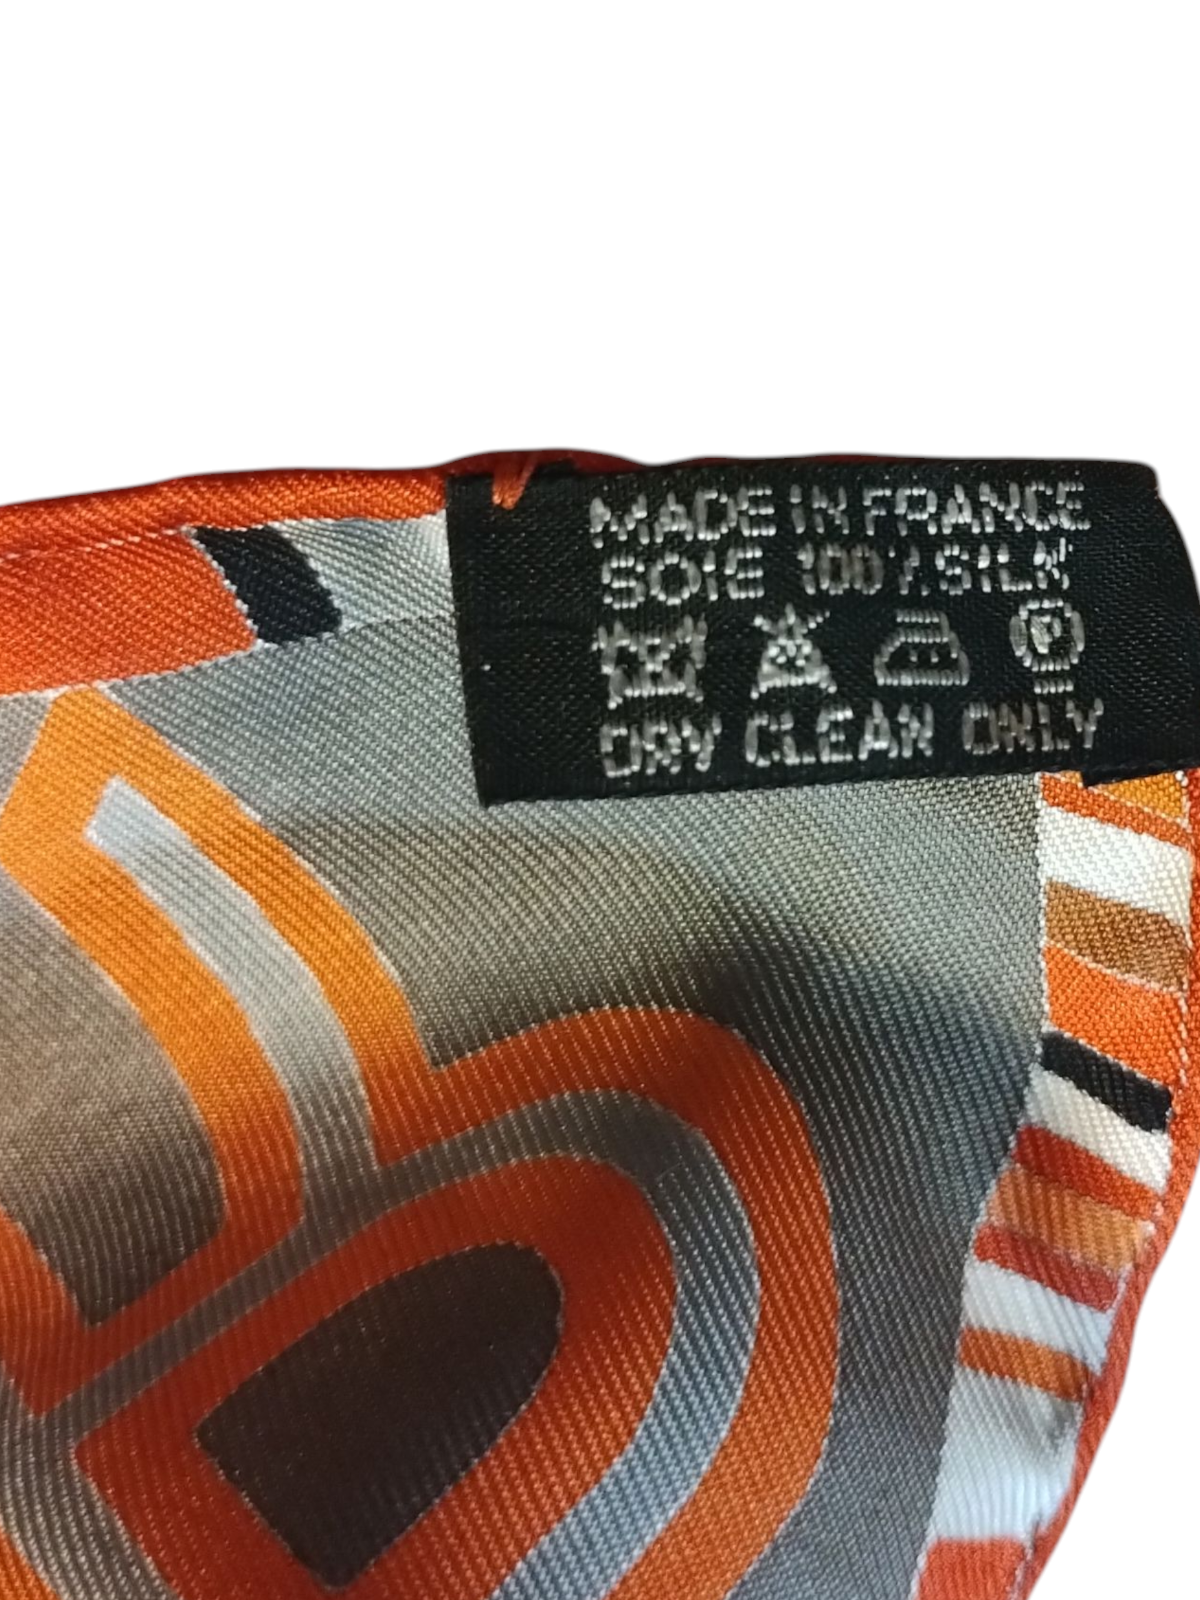 MADE IN FRANCE
SOIE 100% SILK
P
DRY CLEAN ONLY